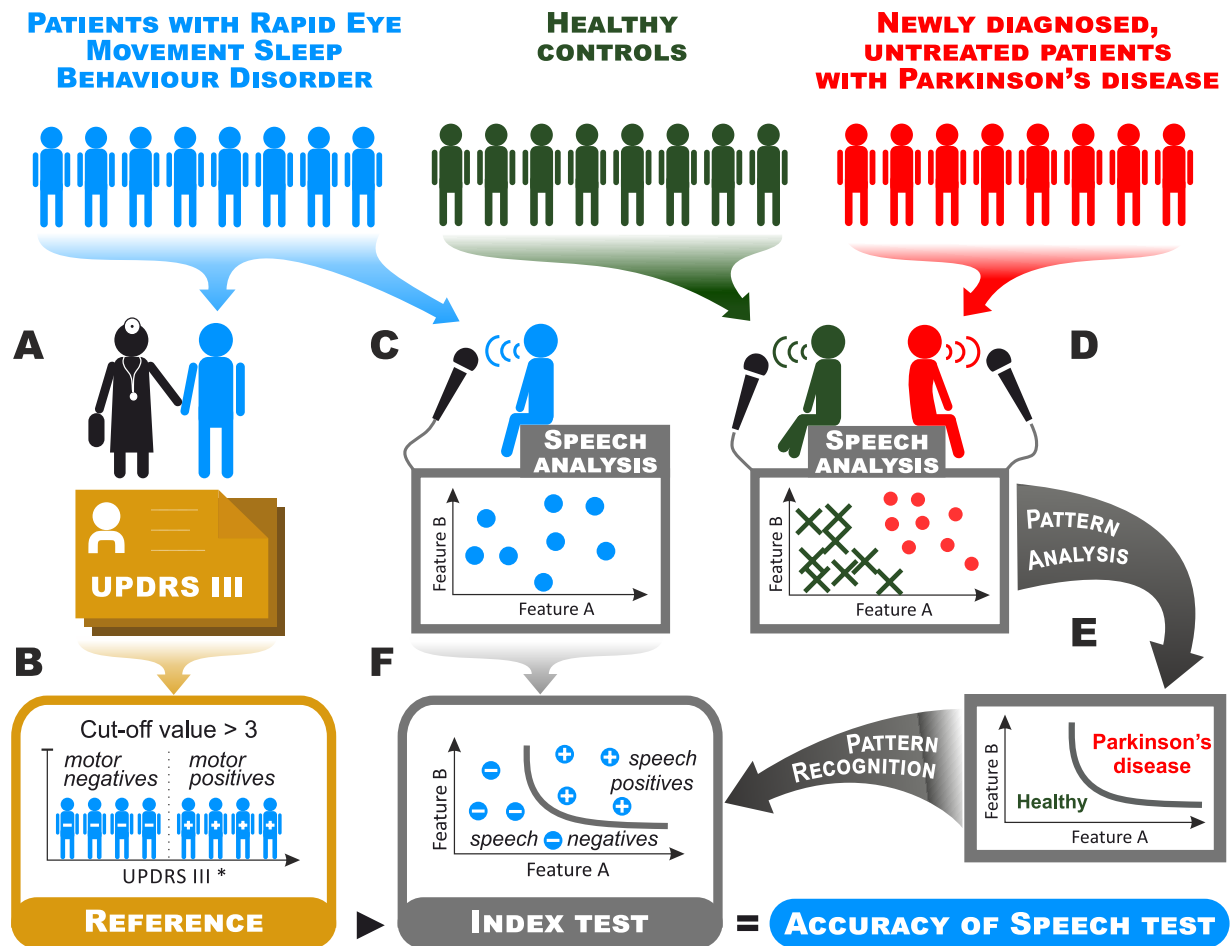 PATIENTS WITH RAPID EYE
MOVEMENT SLEEP
BEHAVIOUR DISORDER
HEALTHY
CONTROLS
NEWLY DIAGNOSED,
UNTREATED PATIENTS
WITH PARKINSON'S DISEASE
A
C
D
SPEECH
ANALYSIS
SPEECH
ANALYSIS
UPDRS III
Feature B
Feature A
Feature B
Feature A
PATTERN
ANALYSIS
B
F
E
Cut-off value > 3
motor
negatives
motor
positives
UPDRS III *
REFERENCE
Feature B
speech
positives
speech negatives
Feature A
INDEX TEST
PATTERN
RECOGNITION
Feature B
Parkinson's
disease
Healthy
Feature A
= ACCURACY OF SPEECH TEST